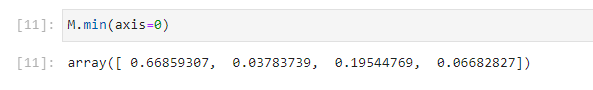 [11]: M.min(axis=0)
[11]: array([ 0.66859307,  0.03783739,  0.19544769,  0.06682827])